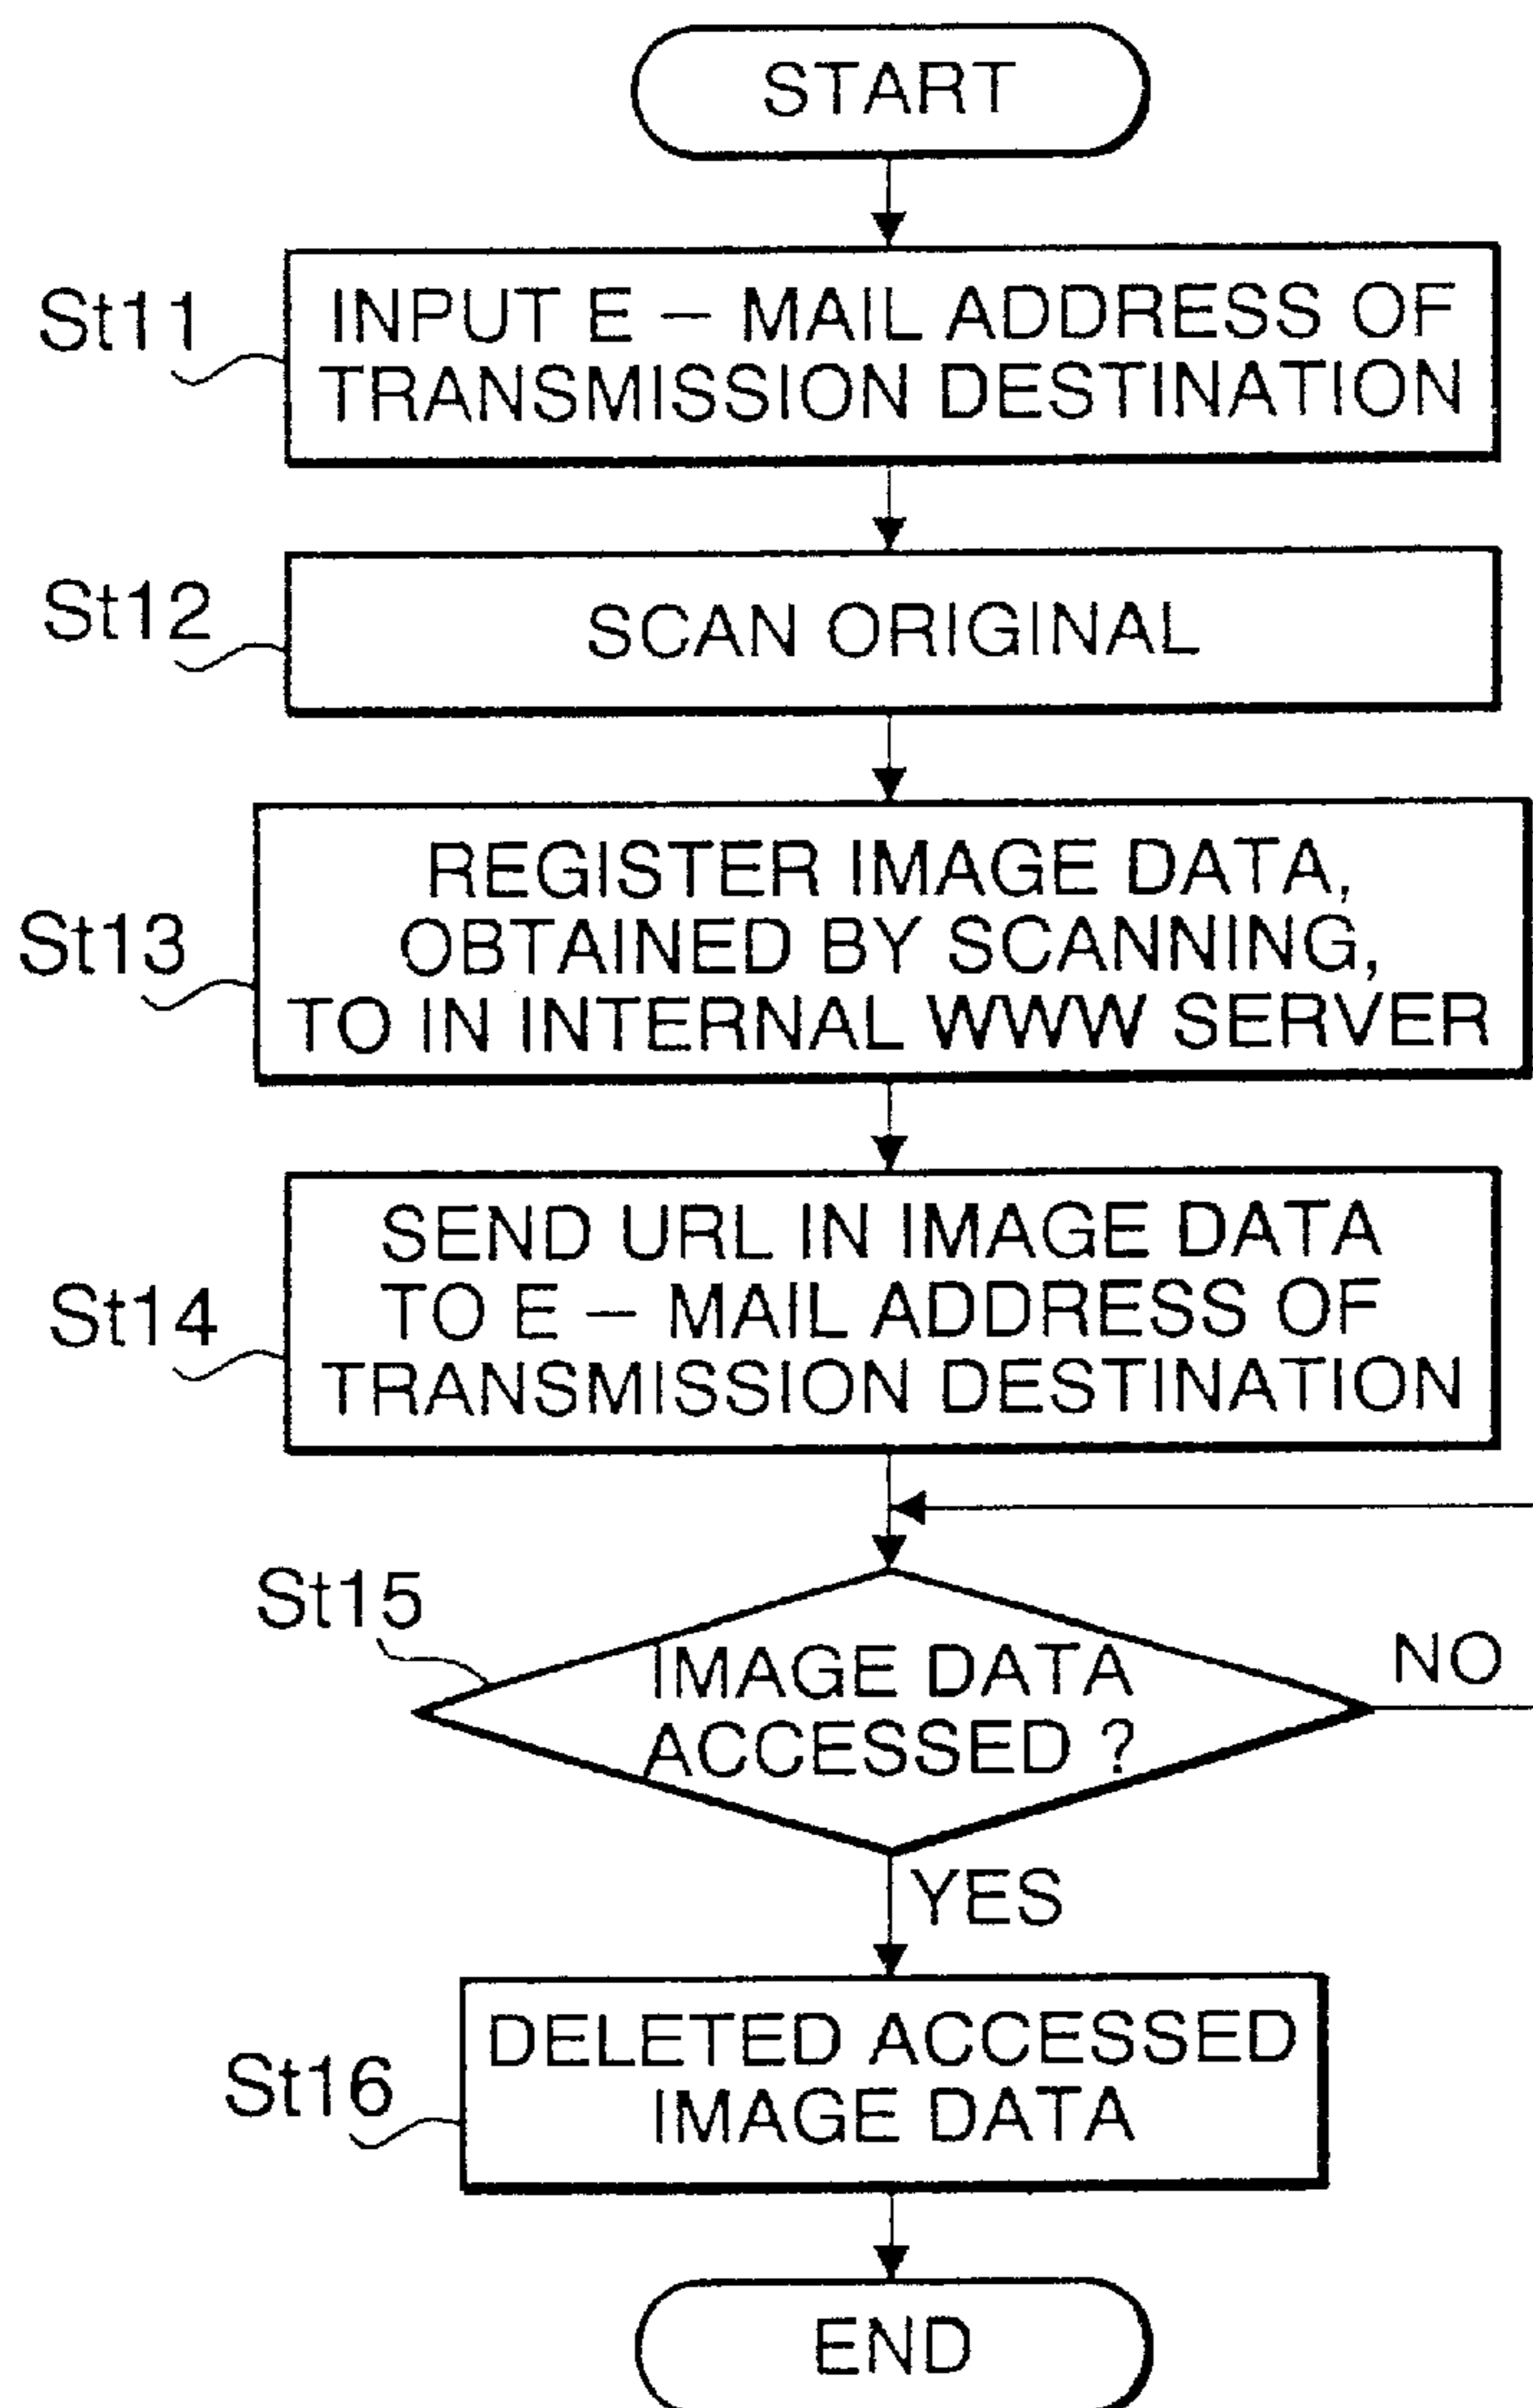 START
St11
INPUT E – MAIL ADDRESS OF
TRANSMISSION DESTINATION
St12
SCAN ORIGINAL
St13
REGISTER IMAGE DATA,
OBTAINED BY SCANNING,
TO IN INTERNAL WWW SERVER
St14
SEND URL IN IMAGE DATA
TO E – MAIL ADDRESS OF
TRANSMISSION DESTINATION
St15
IMAGE DATA
ACCESSED ?
NO
YES
St16
DELETED ACCESSED
IMAGE DATA
END